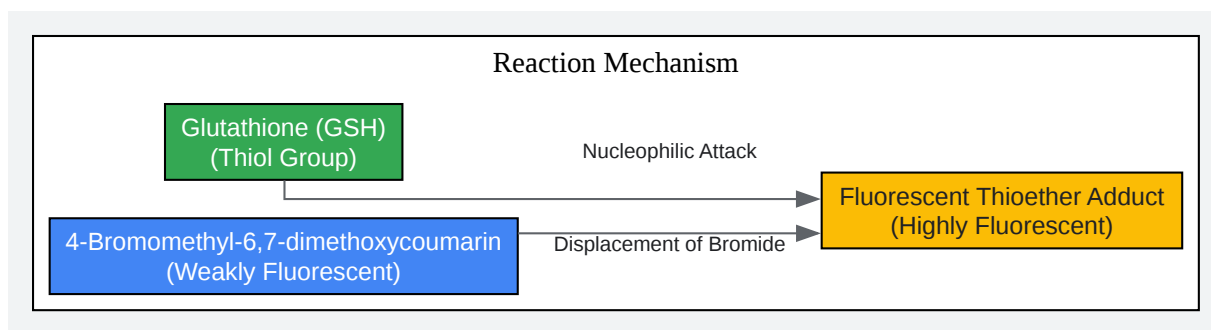 Reaction Mechanism
Glutathione (GSH)
(Thiol Group)
Nucleophilic Attack
4-Bromomethyl-6,7-dimethoxycoumarin
(Weakly Fluorescent)
Displacement of Bromide
Fluorescent Thioether Adduct
(Highly Fluorescent)